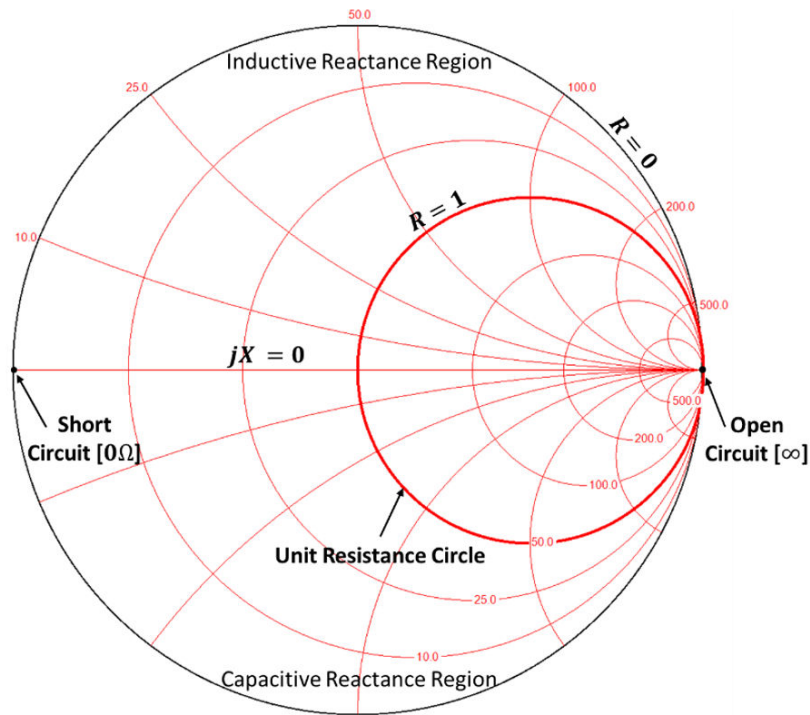 50.0
Inductive Reactance Region
25.0
100.0
R = 0
R = 1
200.0
10.0
500.0
jX = 0
Short
Circuit [0Ω]
500.0
Open
Circuit [∞]
200.0
100.0
Unit Resistance Circle
50.0
25.0
10.0
Capacitive Reactance Region